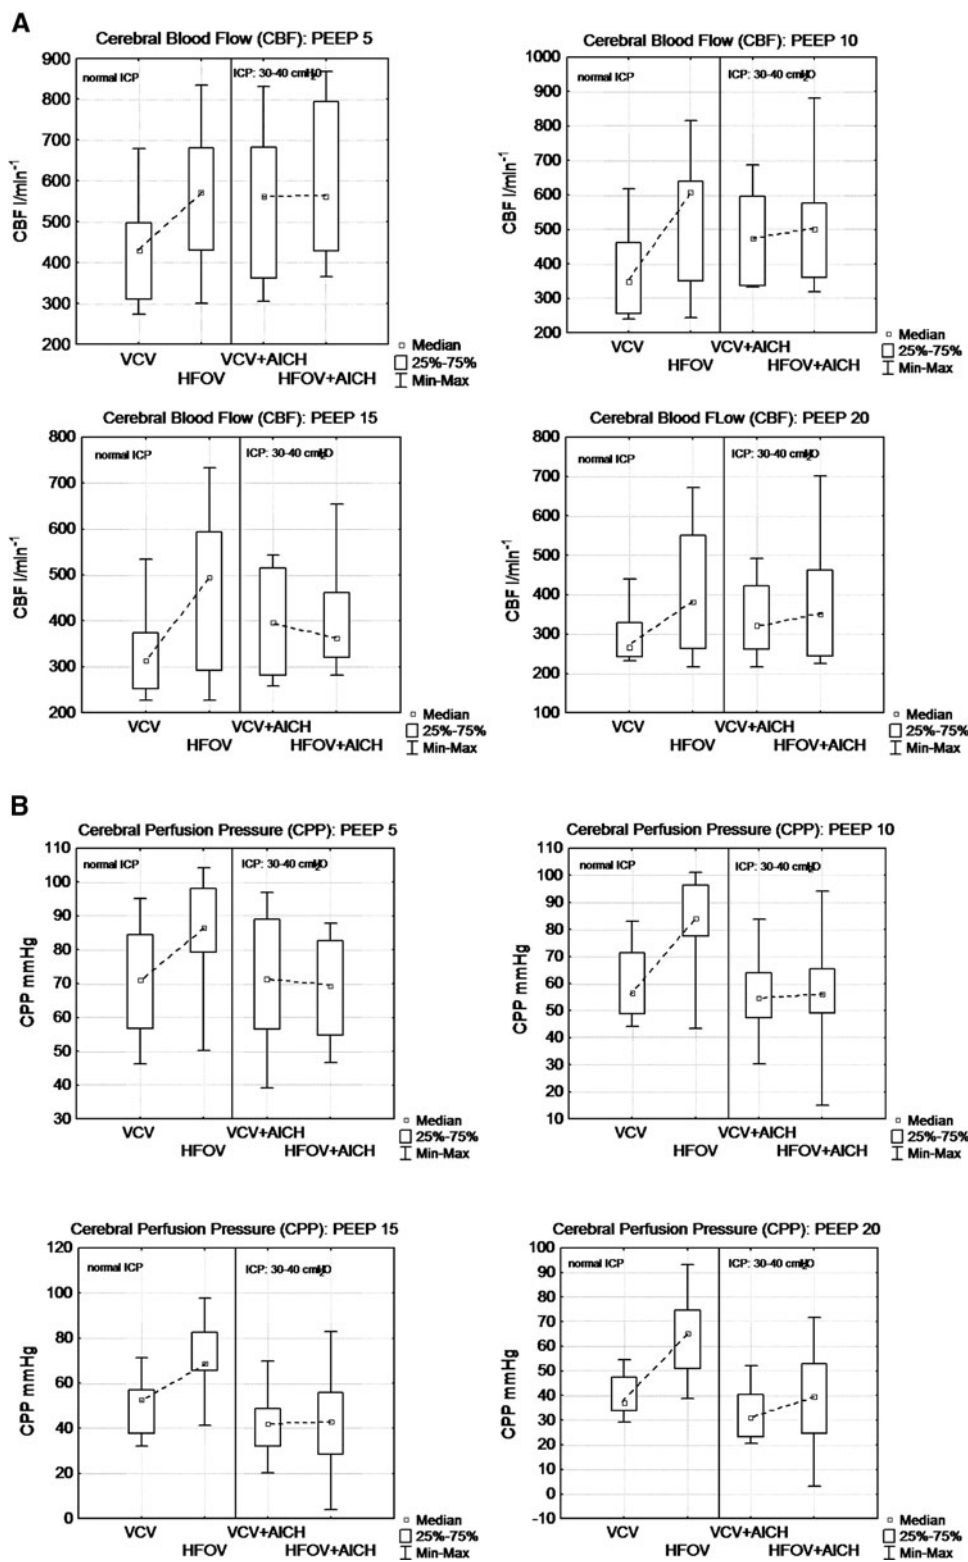 A
Cerebral Blood Flow (CBF): PEEP 5
900
800
700
600
500
400
300
200
CBF l/mln⁻¹
normal ICP
ICP: 30-40 cmH₂O
VCV
HFOV
VCV+AICH
HFOV+AICH
Median
25%-75%
Min-Max
Cerebral Blood Flow (CBF): PEEP 10
1000
900
800
700
600
500
400
300
200
CBF l/mln⁻¹
normal ICP
ICP: 30-40 cmH₂O
VCV
HFOV
VCV+AICH
HFOV+AICH
Median
25%-75%
Min-Max
Cerebral Blood Flow (CBF): PEEP 15
800
700
600
500
400
300
200
CBF l/mln⁻¹
normal ICP
ICP: 30-40 cmH₂O
VCV
HFOV
VCV+AICH
HFOV+AICH
Median
25%-75%
Min-Max
Cerebral Blood FLow (CBF): PEEP 20
800
700
600
500
400
300
200
100
CBF l/mln⁻¹
normal ICP
ICP: 30-40 cmH₂O
VCV
HFOV
VCV+AICH
HFOV+AICH
Median
25%-75%
Min-Max
B
Cerebral Perfusion Pressure (CPP): PEEP 5
110
100
90
80
70
60
50
40
30
CPP mmHg
normal ICP
ICP: 30-40 cmH₂O
VCV
HFOV
VCV+AICH
HFOV+AICH
Median
25%-75%
Min-Max
Cerebral Perfusion Pressure (CPP): PEEP 10
110
100
90
80
70
60
50
40
30
20
10
CPP mmHg
normal ICP
ICP: 30-40 cmH₂O
VCV
HFOV
VCV+AICH
HFOV+AICH
Median
25%-75%
Min-Max
Cerebral Perfusion Pressure (CPP): PEEP 15
120
100
80
60
40
20
0
CPP mmHg
normal ICP
ICP: 30-40 cmH₂O
VCV
HFOV
VCV+AICH
HFOV+AICH
Median
25%-75%
Min-Max
Cerebral Perfusion Pressure (CPP): PEEP 20
100
90
80
70
60
50
40
30
20
10
0
-10
CPP mmHg
normal ICP
ICP: 30-40 cmH₂O
VCV
HFOV
VCV+AICH
HFOV+AICH
Median
25%-75%
Min-Max